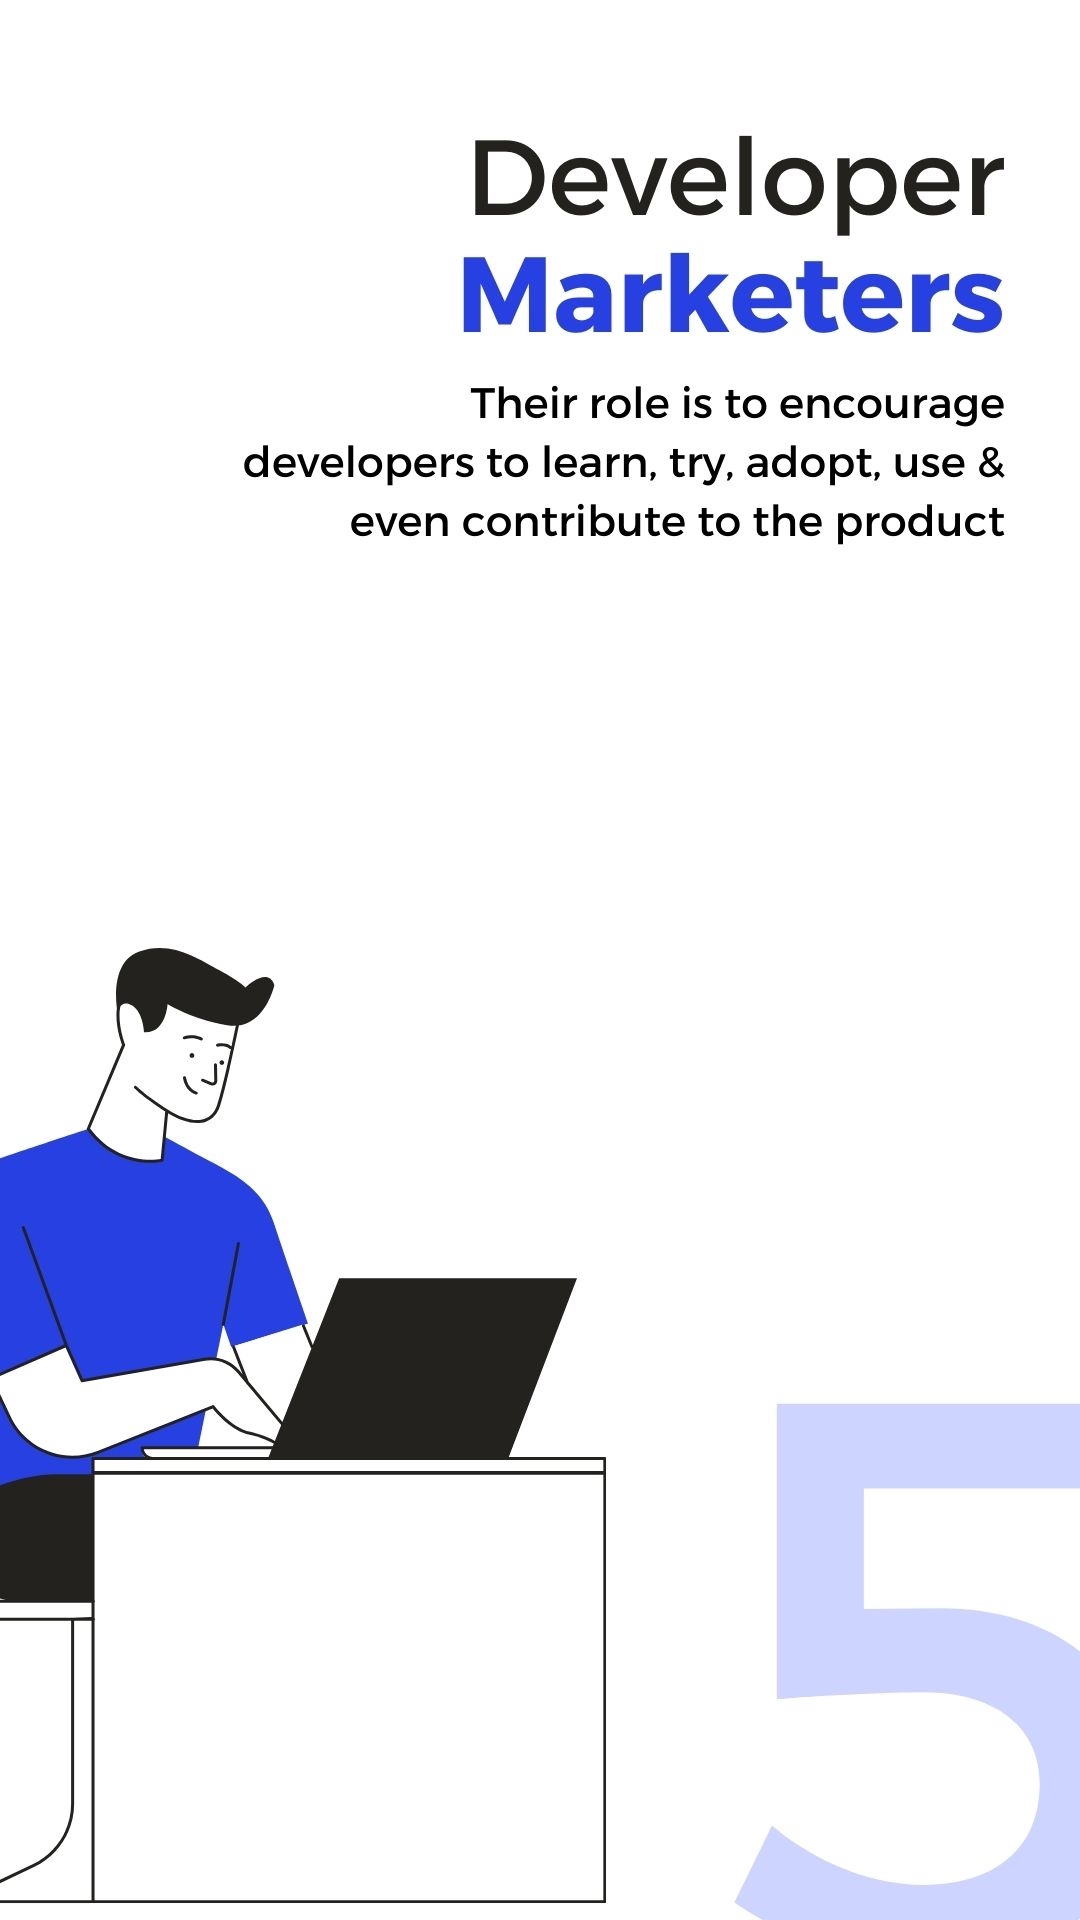 Developer
Marketers
Their role is to encourage
developers to learn, try, adopt, use &
even contribute to the product
5